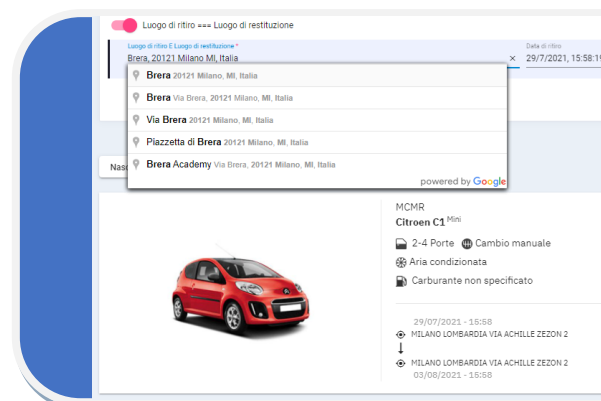 Luogo di ritiro === Luogo di restituzione
Luogo di ritiro E Luogo di restituzione *
Data di ritiro
Brera, 20121 Milano MI, Italia
29/7/2021, 15:58:19
Brera 20121 Milano, MI, Italia
Brera Via Brera, 20121 Milano, MI, Italia
Via Brera 20121 Milano, MI, Italia
Piazzetta di Brera 20121 Milano, MI, Italia
Brera Academy Via Brera, 20121 Milano, MI, Italia
powered by Google
MCMR
Citroen C1 Mini
2-4 Porte Cambio manuale
Aria condizionata
Carburante non specificato
29/07/2021 - 15:58
MILANO LOMBARDIA VIA ACHILLE ZEZON 2
MILANO LOMBARDIA VIA ACHILLE ZEZON 2
03/08/2021 - 15:58